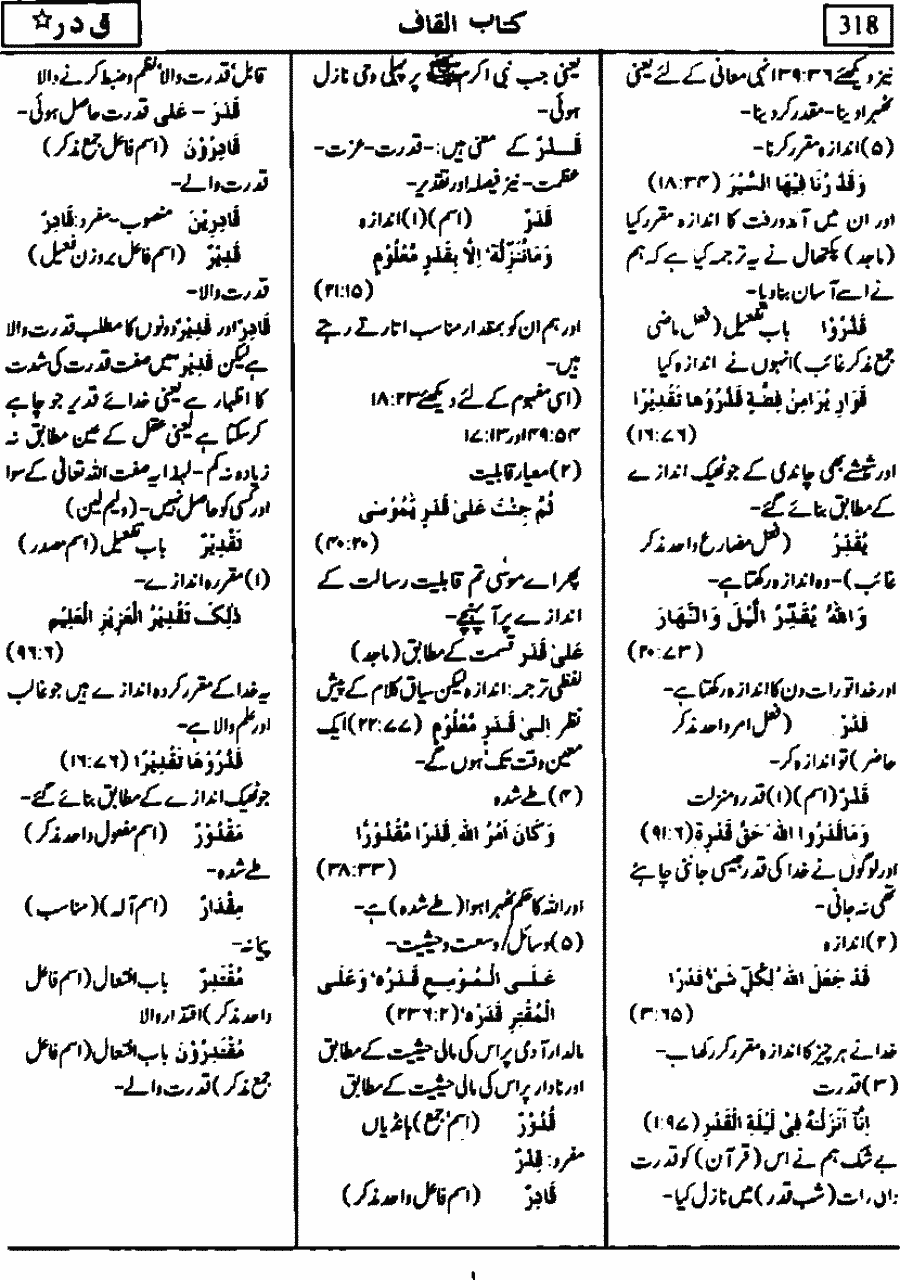 318
کتاب القاف
ق د ر ☆
نیز دیکھئے ۱۳۹:۳۶ انہی معانی کے لئے یعنی
ٹھہرا دینا - مقدر کر دینا -
(۵) اندازہ مقرر کرنا -
وَقَدَّرْنَا فِيْهَا السَّيْرَ (۱۸:۳۴)
اور ان میں آمدورفت کا اندازہ مقرر کیا
(ماجد) پکتھال نے یہ ترجمہ کیا ہے کہ ہم
نے اسے آسان بنا دیا -
قَدَّرُوْا باب تفعیل (فعل ماضی
جمع مذکر غائب) انہوں نے اندازہ کیا
قَوَارِيْرَا مِنْ فِضَّةٍ قَدَّرُوْهَا تَقْدِيْرًا
(۱۶:۷۶)
اور شیشے بھی چاندی کے جو ٹھیک اندازے
کے مطابق بنائے گئے -
يُقَدِّرُ (فعل مضارع واحد مذکر
غائب) - وہ اندازہ رکھتا ہے -
وَاللّٰهُ يُقَدِّرُ الَّيْلَ وَالنَّهَارَ
(۲۰:۷۳)
اور خدا تو رات دن کا اندازہ رکھتا ہے -
قَدِّرْ (فعل امر واحد مذکر
حاضر) تو اندازہ کر -
قَدْرٌ (اسم) (۱) قدر و منزلت
وَمَا قَدَرُوا اللّٰهَ حَقَّ قَدْرِهٖ (۹۱:۶)
اور لوگوں نے خدا کی قدر جیسی جانی چاہئے
تھی نہ جانی -
(۲) اندازہ
قَدْ جَعَلَ اللّٰهُ لِكُلِّ شَيْءٍ قَدْرًا
(۳:۶۵)
خدا نے ہر چیز کا اندازہ مقرر کر رکھا ہے -
(۳) قدرت
اِنَّآ اَنْزَلْنٰهُ فِيْ لَيْلَةِ الْقَدْرِ (۱:۹۷)
بے شک ہم نے اس (قرآن) کو قدرت
والی رات (شب قدر) میں نازل کیا -
یعنی جب نبی اکرم ﷺ پر پہلی وحی نازل
ہوئی -
قَدْرٌ کے معنی ہیں: - قدرت - عزت -
عظمت - نیز فیصلہ اور تقدیر -
قَدَرٌ (اسم) (۱) اندازہ
وَمَا نُنَزِّلُهٗٓ اِلَّا بِقَدَرٍ مَّعْلُوْمٍ
(۲۱:۱۵)
اور ہم ان کو بمقدار مناسب اتارتے رہے
ہیں -
(اسی مفہوم کے لئے دیکھئے ۱۸:۲۳
۴۹:۵۴ اور ۱۷:۱۳
(۲) معیار قابلیت
ثُمَّ جِئْتَ عَلٰى قَدَرٍ يّٰمُوْسٰى
(۴۰:۲۰)
پھر اے موسٰی تم قابلیت رسالت کے
اندازے پر آ پہنچے -
عَلٰى قَدَرٍ قسمت کے مطابق (ماجد)
لفظی ترجمہ: اندازہ لیکن سیاق کلام کے پیش
نظر اِلٰى قَدَرٍ مَّعْلُوْمٍ (۲۲:۷۷) ایک
معین وقت تک ہوں گے -
(۴) طے شدہ
وَكَانَ اَمْرُ اللّٰهِ قَدَرًا مَّقْدُوْرًا
(۳۸:۳۳)
اور اللہ کا حکم ٹھہرا ہوا (طے شدہ) ہے -
(۵) وسائل/ وسعت و حیثیت -
عَلَى الْمُوْسِعِ قَدَرُهٗ وَعَلَى
الْمُقْتِرِ قَدَرُهٗ (۲۳۶:۲)
مالدار آدمی پر اس کی مالی حیثیت کے مطابق
اور نادار پر اس کی مالی حیثیت کے مطابق
قُدُوْرٌ (اسم جمع) ہانڈیاں
مفرد: قِدْرٌ
قَادِرٌ (اسم فاعل واحد مذکر)
قابل، قدرت والا، نظم و ضبط کرنے والا
قَدَرَ - عَلٰى قدرت حاصل ہوئی -
قَادِرُوْنَ (اسم فاعل جمع مذکر)
قدرت والے -
قَادِرِيْنَ منصوب - مفرد: قَادِرٌ
قَدِيْرٌ (اسم فاعل بروزن فعیل)
قدرت والا -
قَادِرٌ اور قَدِيْرٌ دونوں کا مطلب قدرت والا
ہے لیکن قَدِيْرٌ میں صفت قدرت کی شدت
کا اظہار ہے یعنی خدائے قدیر جو چاہے
کر سکتا ہے یعنی عقل کے عین مطابق نہ
زیادہ نہ کم - لہذا یہ صفت اللہ تعالٰی کے سوا
اور کسی کو حاصل نہیں - (ولیم لین)
تَقْدِيْرٌ باب تفعیل (اسم مصدر)
(۱) مقررہ اندازے -
ذٰلِكَ تَقْدِيْرُ الْعَزِيْزِ الْعَلِيْمِ
(۹۶:۶)
یہ خدا کے مقرر کردہ اندازے ہیں جو غالب
اور علم والا ہے -
قَدَّرُوْهَا تَقْدِيْرًا (۱۶:۷۶)
جو ٹھیک اندازے کے مطابق بنائے گئے -
مَقْدُوْرٌ (اسم مفعول واحد مذکر)
طے شدہ -
مِقْدَارٌ (اسم آلہ) (مناسب)
پیمانہ -
مُقْتَدِرٌ باب افتعال (اسم فاعل
واحد مذکر) اقتدار والا
مُقْتَدِرُوْنَ باب افتعال (اسم فاعل
جمع مذکر) قدرت والے -